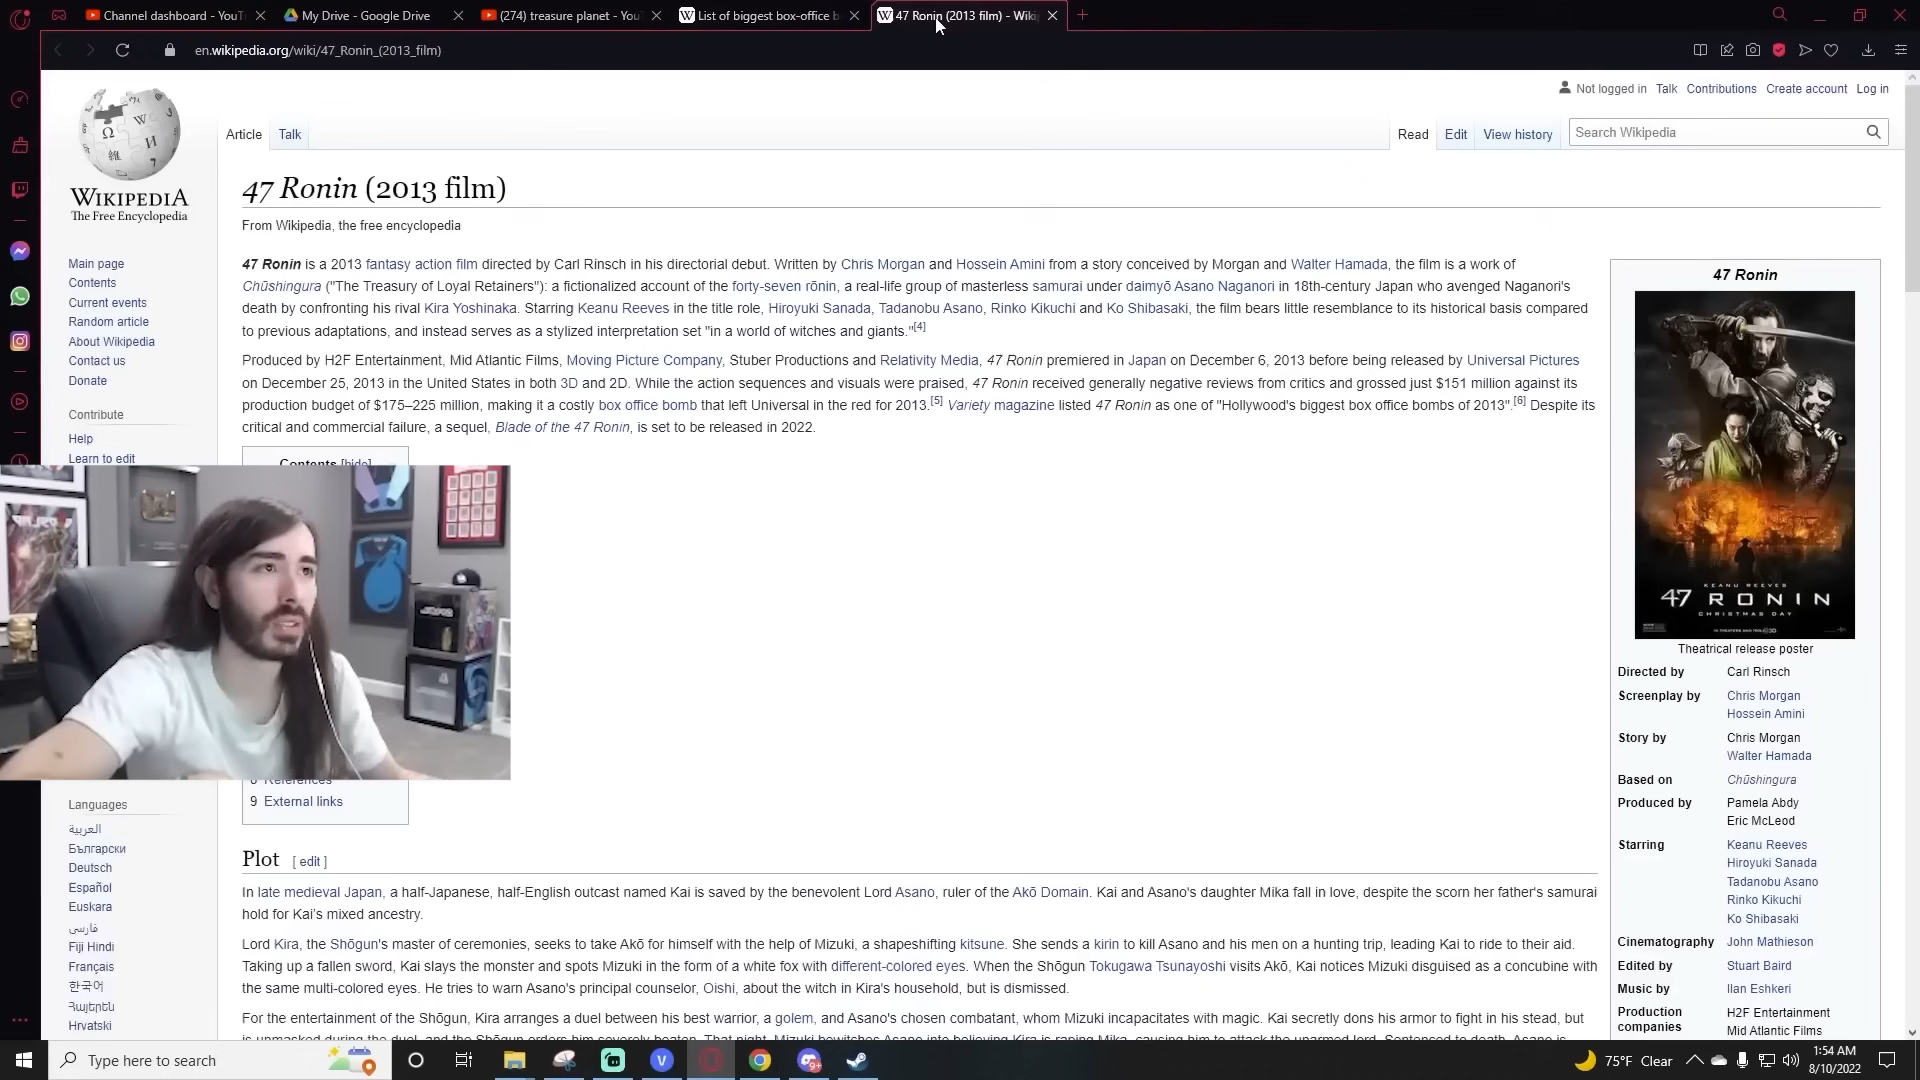 Channel dashboard - YouT
My Drive - Google Drive
(274) treasure planet - You
List of biggest box-office b
47 Ronin (2013 film) - Wiki
en.wikipedia.org/wiki/47_Ronin_(2013_film)
Not logged in Talk Contributions Create account Log in
Article Talk
Read Edit View history
Search Wikipedia
WIKIPEDIA
The Free Encyclopedia
Main page
Contents
Current events
Random article
About Wikipedia
Contact us
Donate
Contribute
Help
Learn to edit
Languages
العربية
Български
Deutsch
Español
Euskara
فارسی
Fiji Hindi
Français
한국어
Հայերեն
Hrvatski
47 Ronin (2013 film)
From Wikipedia, the free encyclopedia
47 Ronin is a 2013 fantasy action film directed by Carl Rinsch in his directorial debut. Written by Chris Morgan and Hossein Amini from a story conceived by Morgan and Walter Hamada, the film is a work of
Chūshingura ("The Treasury of Loyal Retainers"): a fictionalized account of the forty-seven rōnin, a real-life group of masterless samurai under daimyō Asano Naganori in 18th-century Japan who avenged Naganori's
death by confronting his rival Kira Yoshinaka. Starring Keanu Reeves in the title role, Hiroyuki Sanada, Tadanobu Asano, Rinko Kikuchi and Ko Shibasaki, the film bears little resemblance to its historical basis compared
to previous adaptations, and instead serves as a stylized interpretation set "in a world of witches and giants."[4]
Produced by H2F Entertainment, Mid Atlantic Films, Moving Picture Company, Stuber Productions and Relativity Media, 47 Ronin premiered in Japan on December 6, 2013 before being released by Universal Pictures
on December 25, 2013 in the United States in both 3D and 2D. While the action sequences and visuals were praised, 47 Ronin received generally negative reviews from critics and grossed just $151 million against its
production budget of $175–225 million, making it a costly box office bomb that left Universal in the red for 2013.[5] Variety magazine listed 47 Ronin as one of "Hollywood's biggest box office bombs of 2013".[6] Despite its
critical and commercial failure, a sequel, Blade of the 47 Ronin, is set to be released in 2022.
Contents [hide]
8 References
9 External links
Plot [ edit ]
In late medieval Japan, a half-Japanese, half-English outcast named Kai is saved by the benevolent Lord Asano, ruler of the Akō Domain. Kai and Asano's daughter Mika fall in love, despite the scorn her father's samurai
hold for Kai's mixed ancestry.
Lord Kira, the Shōgun's master of ceremonies, seeks to take Akō for himself with the help of Mizuki, a shapeshifting kitsune. She sends a kirin to kill Asano and his men on a hunting trip, leading Kai to ride to their aid.
Taking up a fallen sword, Kai slays the monster and spots Mizuki in the form of a white fox with different-colored eyes. When the Shōgun Tokugawa Tsunayoshi visits Akō, Kai notices Mizuki disguised as a concubine with
the same multi-colored eyes. He tries to warn Asano's principal counselor, Oishi, about the witch in Kira's household, but is dismissed.
For the entertainment of the Shōgun, Kira arranges a duel between his best warrior, a golem, and Asano's chosen combatant, whom Mizuki incapacitates with magic. Kai secretly dons his armor to fight in his stead, but
is unmasked during the duel, and the Shōgun orders him severely beaten. That night, Mizuki bewitches Asano into believing Kira is raping Mika, causing him to attack the unarmed lord. Sentenced to death, Asano is
47 Ronin
KEANU REEVES
47 RONIN
CHRISTMAS DAY
Theatrical release poster
Directed by Carl Rinsch
Screenplay by Chris Morgan
Hossein Amini
Story by Chris Morgan
Walter Hamada
Based on Chūshingura
Produced by Pamela Abdy
Eric McLeod
Starring Keanu Reeves
Hiroyuki Sanada
Tadanobu Asano
Rinko Kikuchi
Ko Shibasaki
Cinematography John Mathieson
Edited by Stuart Baird
Music by Ilan Eshkeri
Production H2F Entertainment
companies Mid Atlantic Films
Type here to search
75°F Clear
1:54 AM
8/10/2022